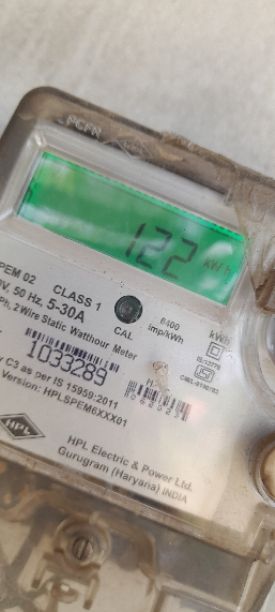 122 kWh
PEM 02 CLASS 1
V. 50 Hz. 5-30A
CAL
6400 imp/kWh
kWh
Ph, 2 Wire Static Watthour Meter
1033289
C3 as per IS 15959:2011
Version: HPLSPEM6XXX01
HPL
HPL Electric & Power Ltd.
Gurugram (Haryana) INDIA